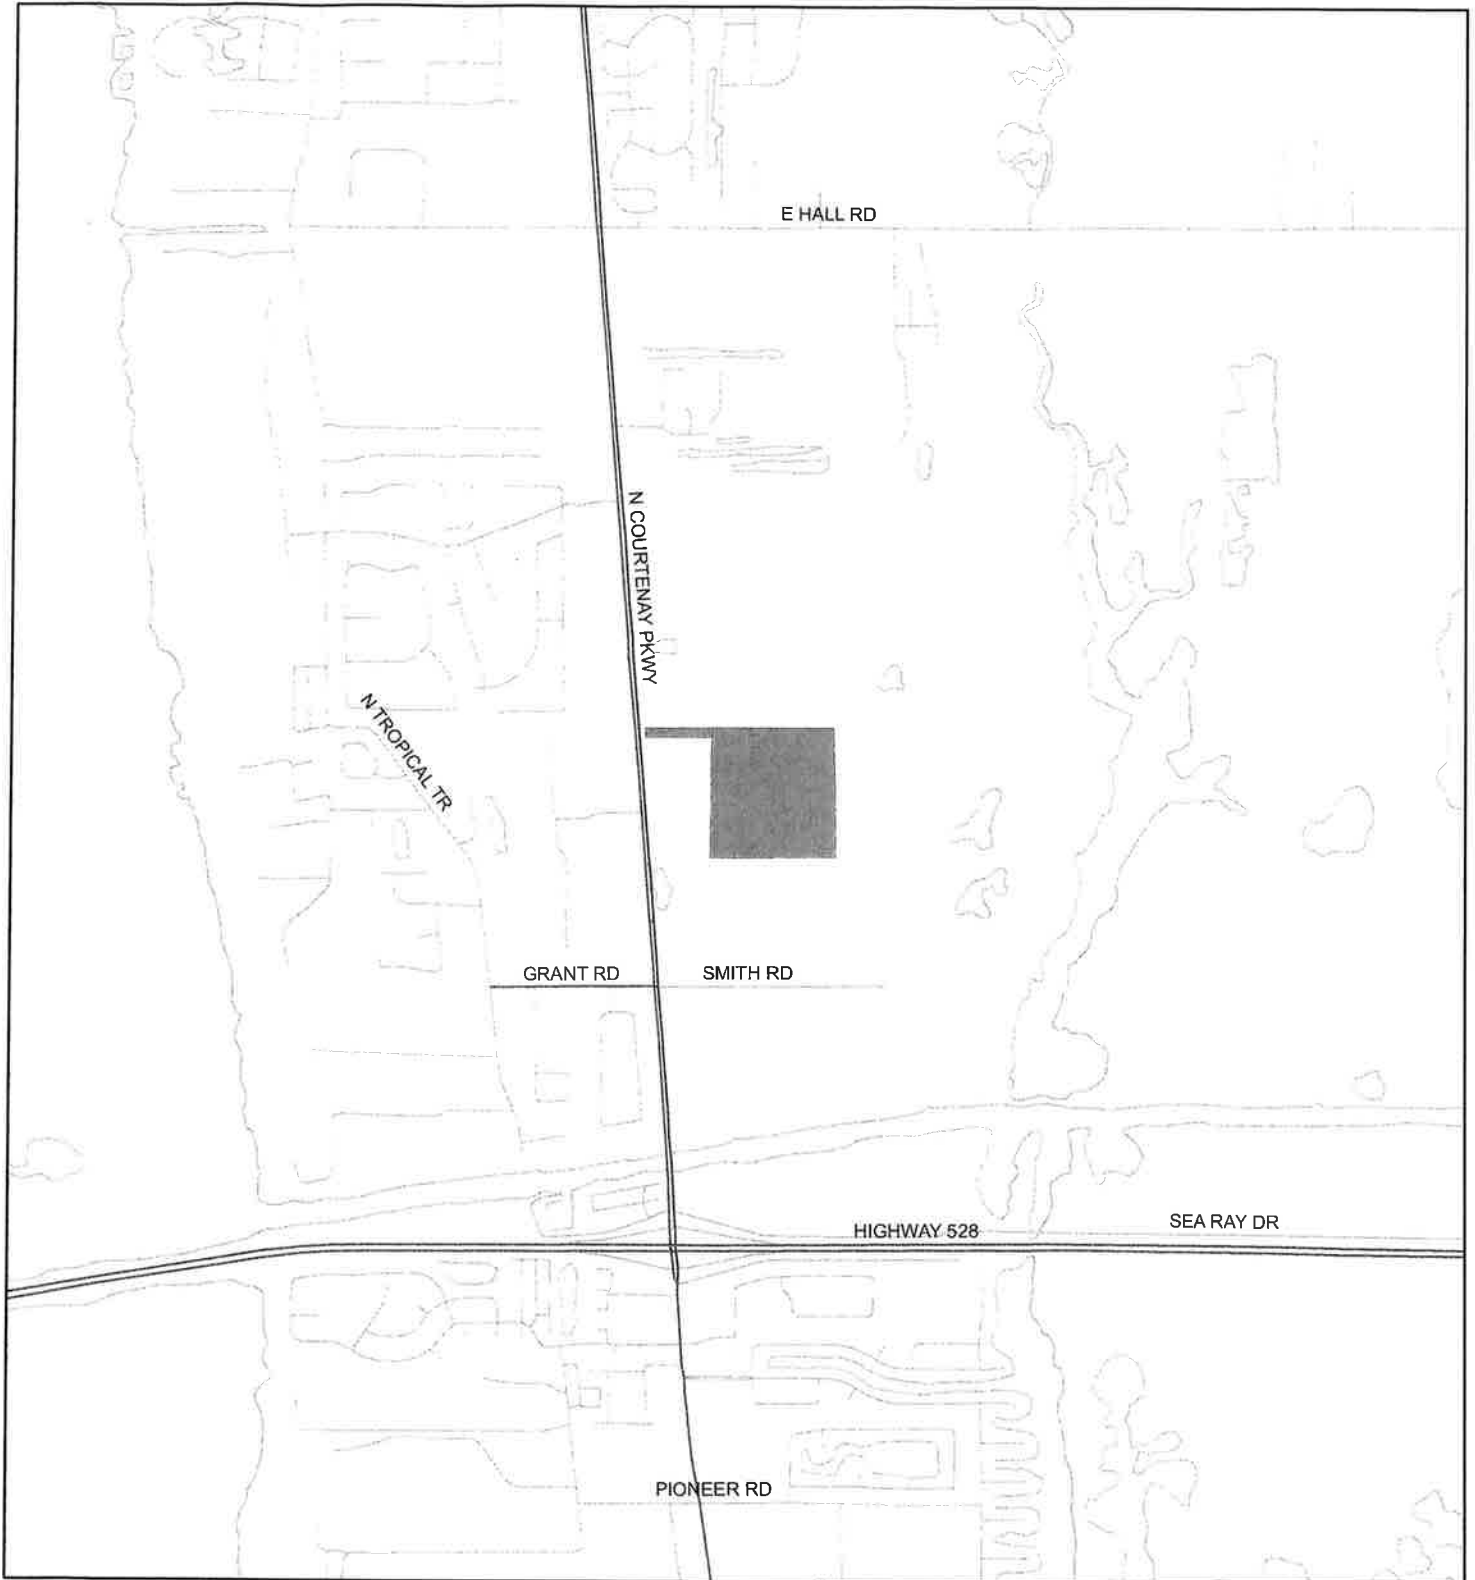 E HALL RD
N COURTENAY PKWY
N TROPICAL TR
GRANT RD
SMITH RD
HIGHWAY 528
SEA RAY DR
PIONEER RD